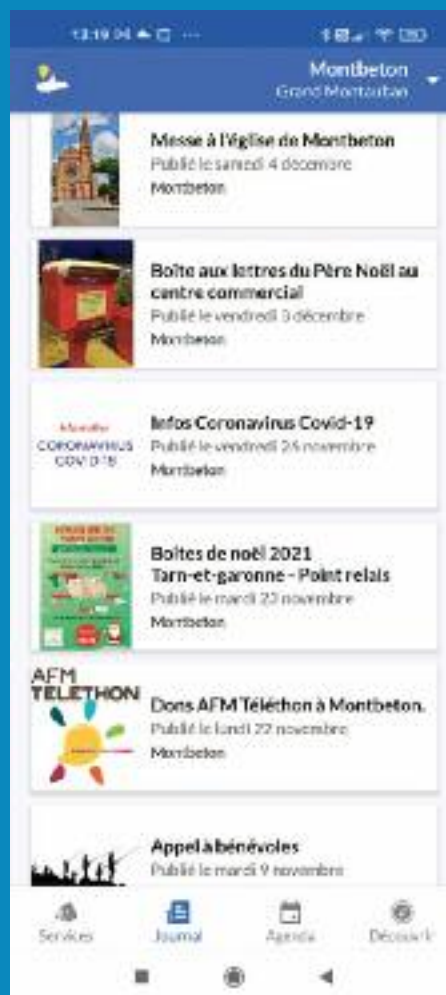 Montbeton
Grand Montauban
Messe à l'église de Montbeton
Publié le samedi 4 décembre
Montbeton
Boîte aux lettres du Père Noël au
centre commercial
Publié le vendredi 3 décembre
Montbeton
CORONAVIRUS
COVID-19
Infos Coronavirus Covid-19
Publié le vendredi 26 novembre
Montbeton
Boîtes de noël 2021
Tarn-et-garonne - Point relais
Publié le mardi 23 novembre
Montbeton
AFM
TELETHON
Dons AFM Téléthon à Montbeton.
Publié le lundi 22 novembre
Montbeton
Appel à bénévoles
Publié le mardi 9 novembre
Services
Journal
Agenda
Découvrir